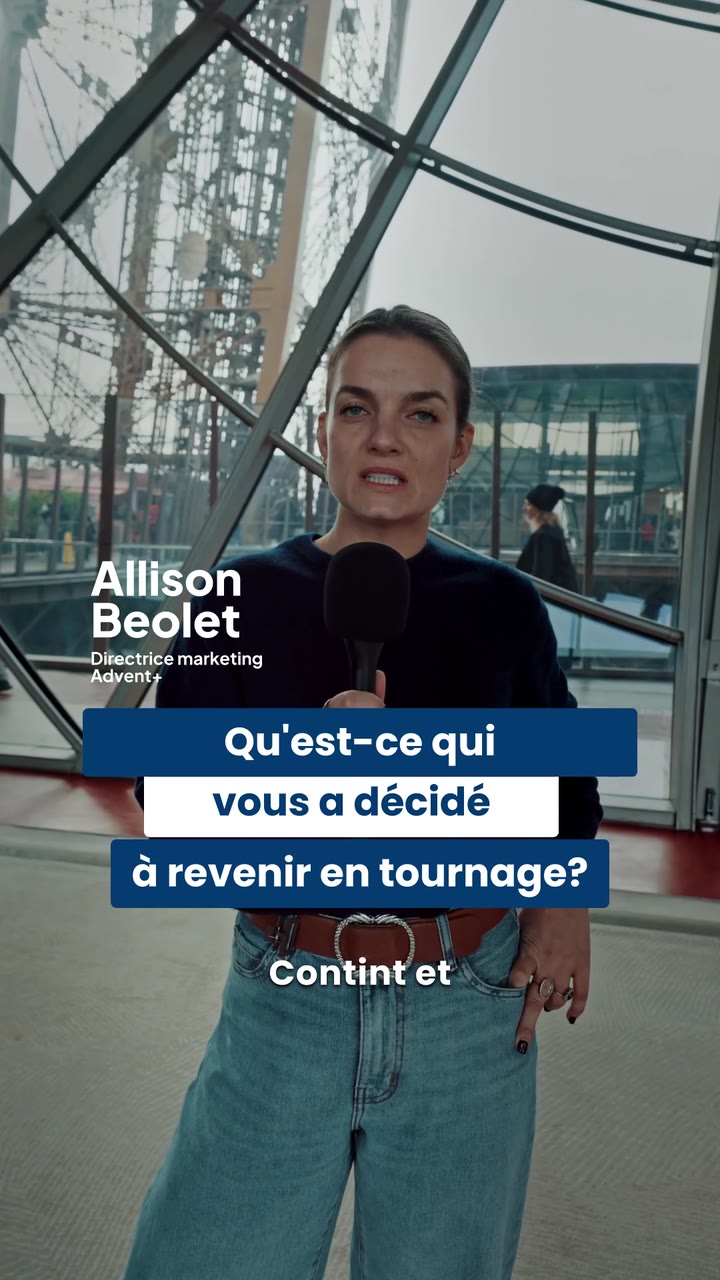 Allison
Beolet
Directrice marketing
Advent+
Qu'est-ce qui
vous a décidé
à revenir en tournage?
Contint et